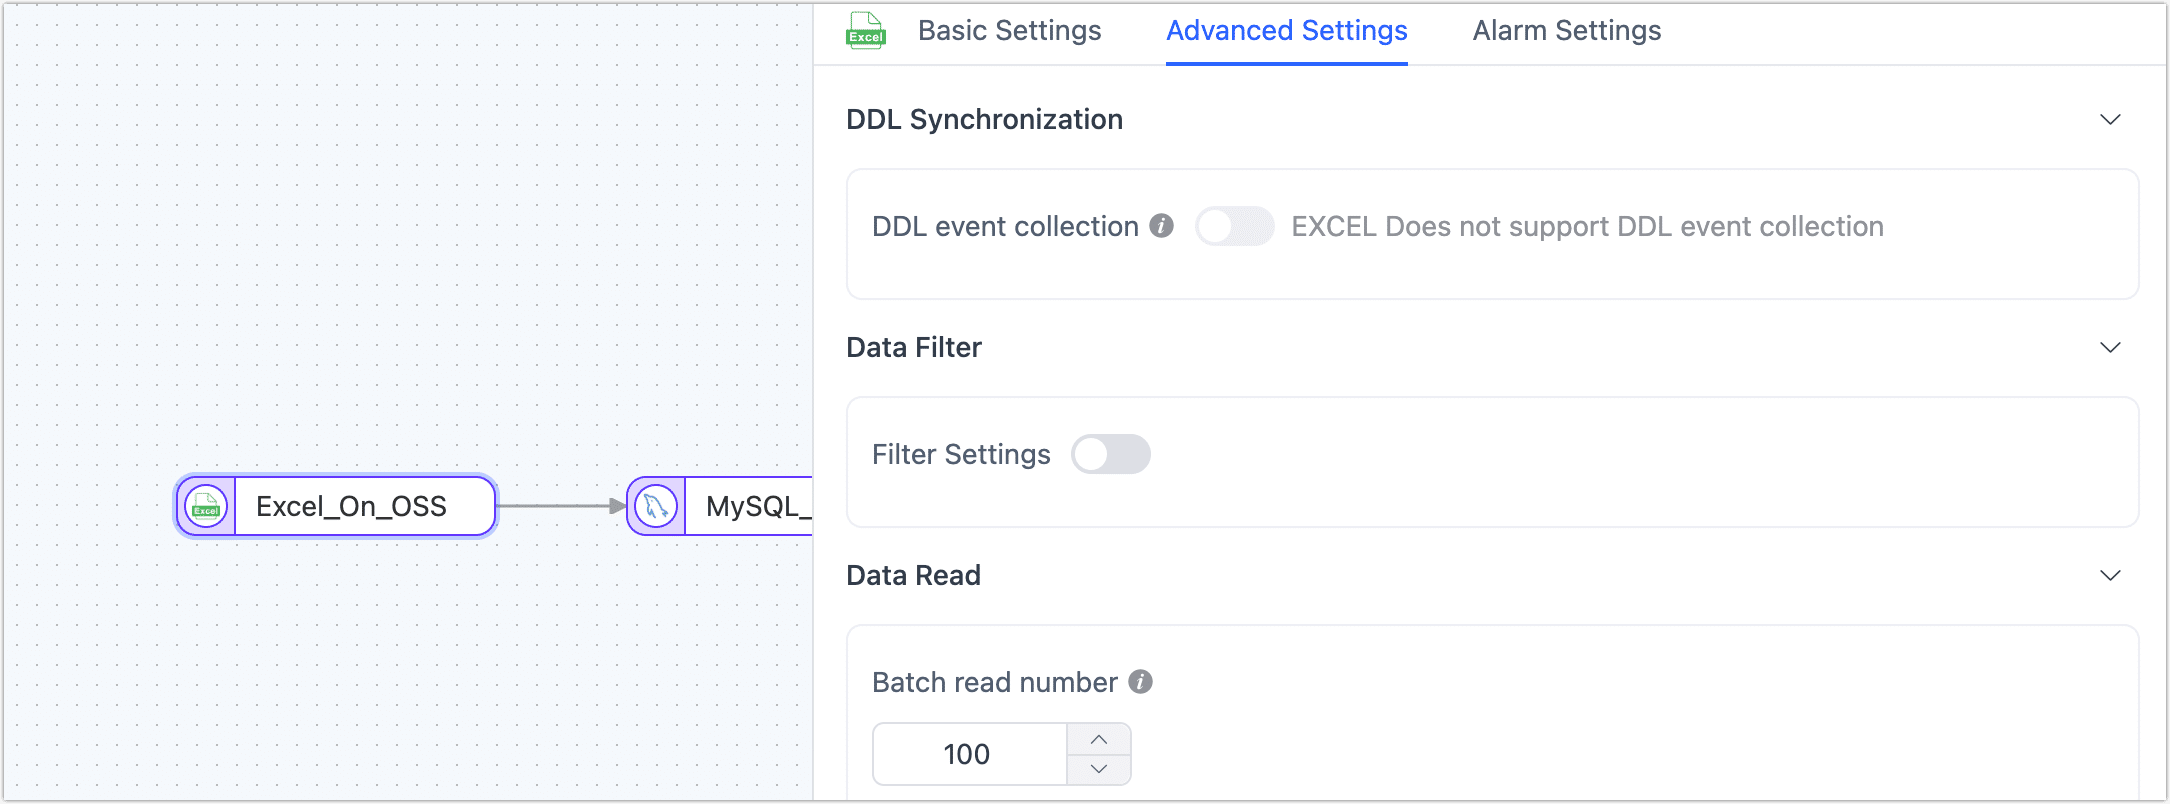 Excel
Basic Settings
Advanced Settings
Alarm Settings
DDL Synchronization
DDL event collection
EXCEL Does not support DDL event collection
Data Filter
Filter Settings
Excel
Excel_On_OSS
MySQL_
Data Read
Batch read number
100